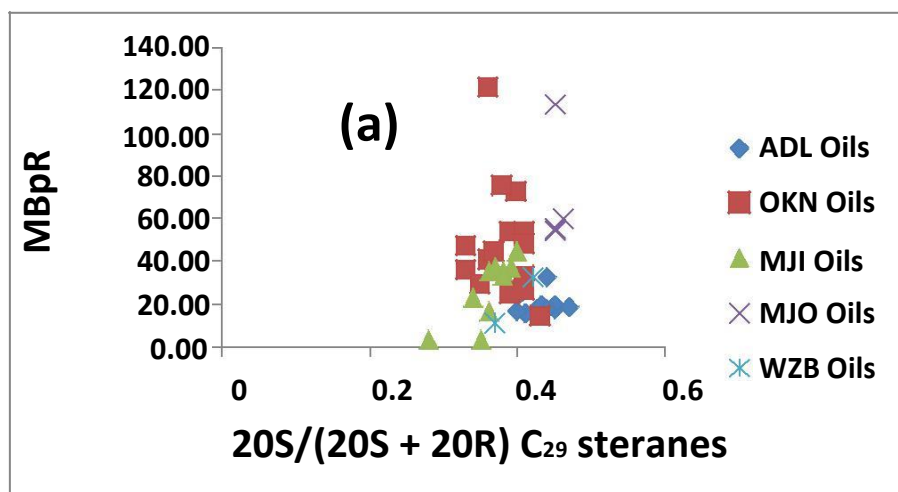 140.00
120.00
100.00
80.00
60.00
40.00
20.00
0.00
MBpR
(a)
0 0.2 0.4 0.6
20S/(20S + 20R) C₂₉ steranes
ADL Oils
OKN Oils
MJI Oils
MJO Oils
WZB Oils